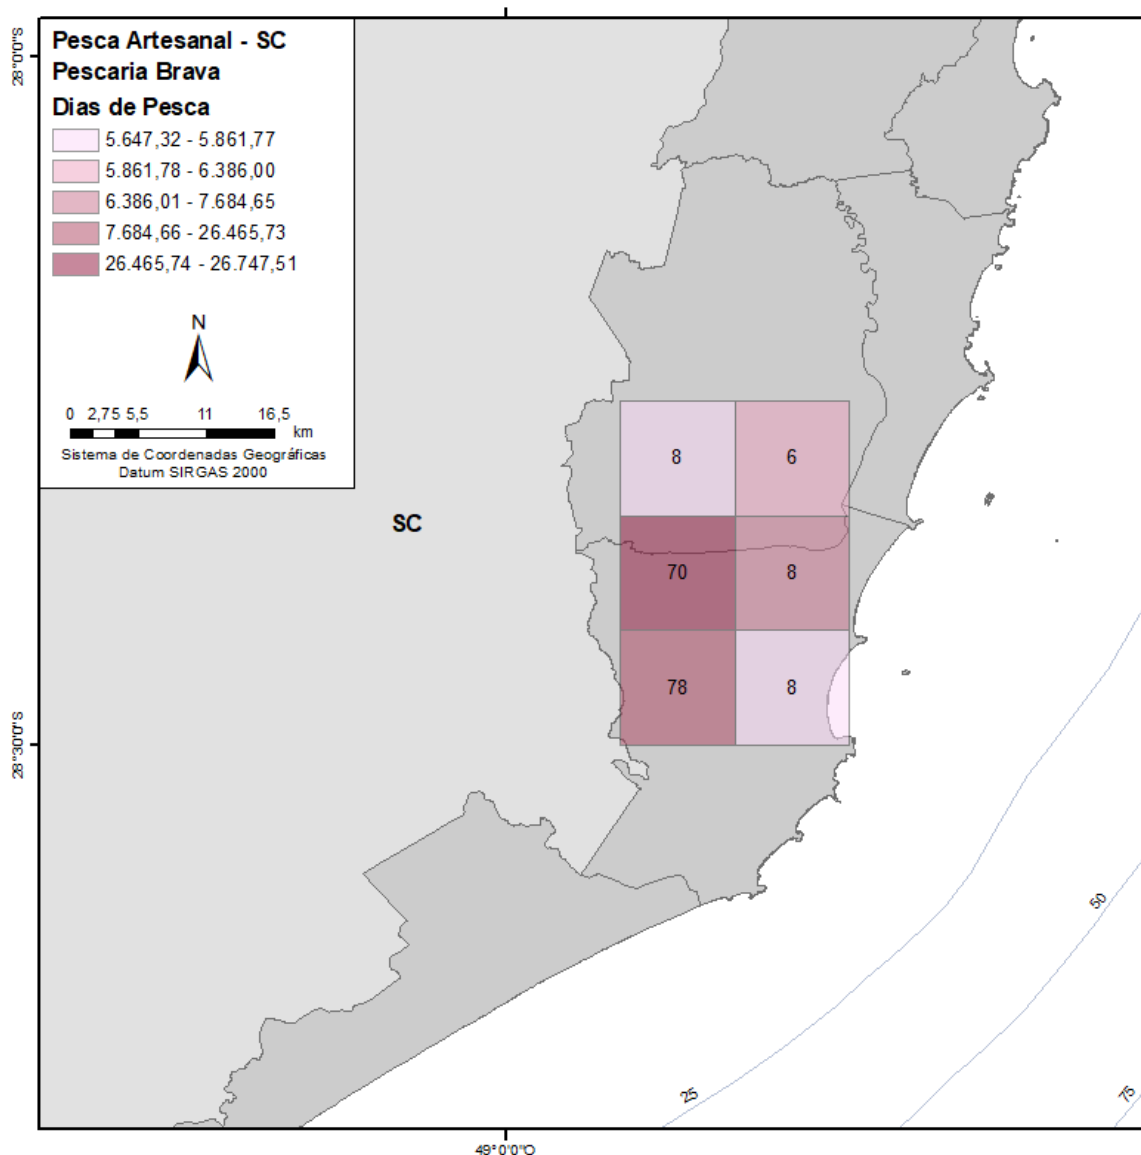 Pesca Artesanal - SC
Pescaria Brava
Dias de Pesca
5.647,32 - 5.861,77
5.861,78 - 6.386,00
6.386,01 - 7.684,65
7.684,66 - 26.465,73
26.465,74 - 26.747,51
N
0 2,75 5,5 11 16,5
km
Sistema de Coordenadas Geográficas
Datum SIRGAS 2000
28°0'0"S
8 6
SC
70 8
78 8
28°30'0"S
50
25
75
49°0'0"O